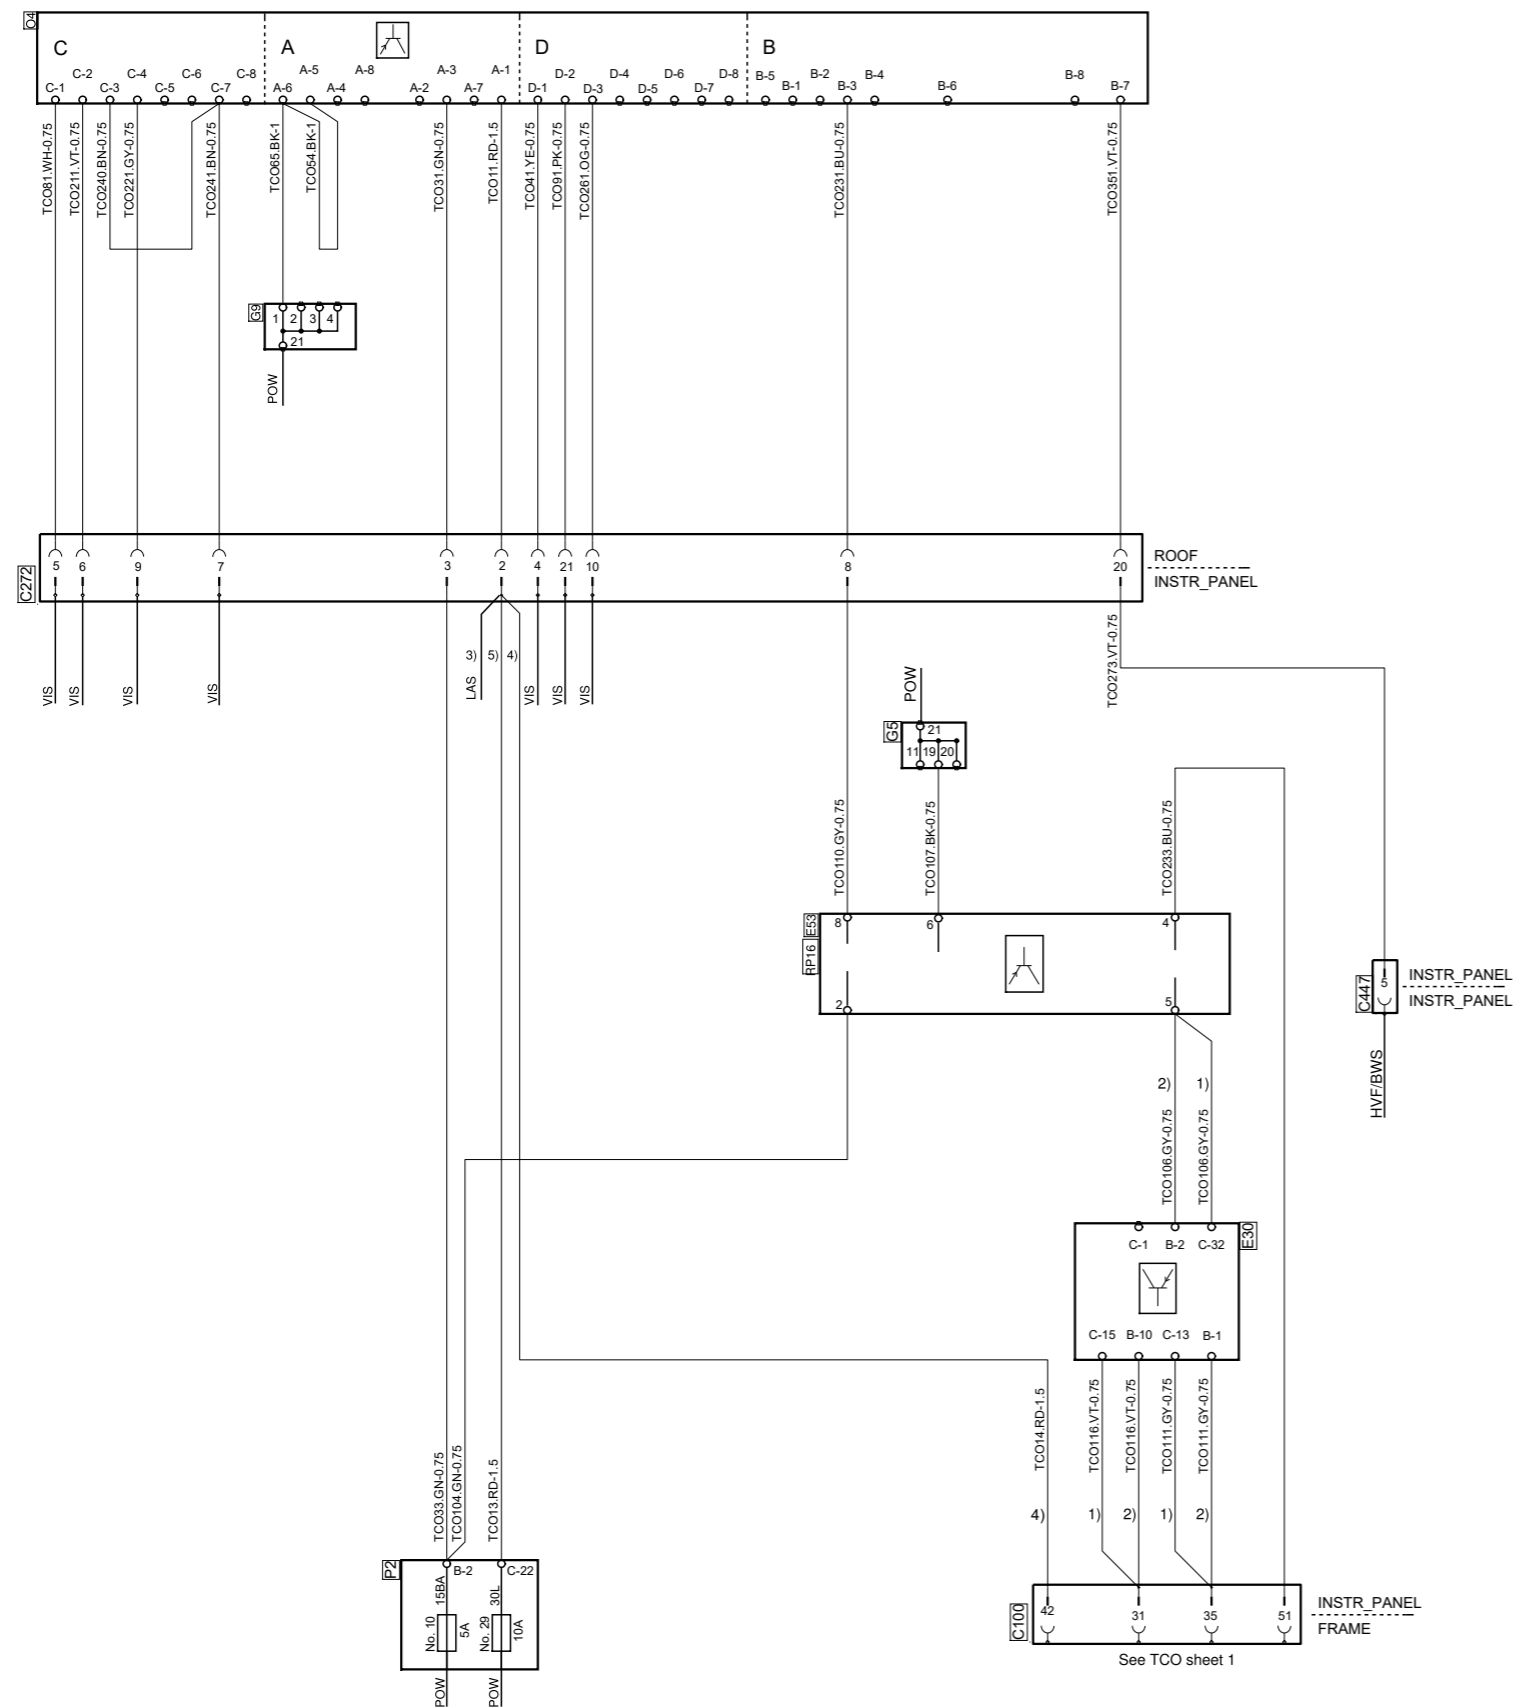 O4
C
A
D
B
C-1
C-2
C-3
C-4
C-5
C-6
C-7
C-8
A-6
A-5
A-4
A-8
A-2
A-3
A-7
A-1
D-1
D-2
D-3
D-4
D-5
D-6
D-7
D-8
B-5
B-1
B-2
B-3
B-4
B-6
B-8
B-7
TCO81.WH-0.75
TCO211.VT-0.75
TCO240.BN-0.75
TCO221.GY-0.75
TCO241.BN-0.75
TCO65.BK-1
TCO54.BK-1
TCO31.GN-0.75
TCO11.RD-1.5
TCO41.YE-0.75
TCO91.PK-0.75
TCO261.OG-0.75
TCO231.BU-0.75
TCO351.VT-0.75
G9
1
2
3
4
21
POW
C272
5
6
9
7
3
2
4
21
10
8
20
ROOF
INSTR_PANEL
VIS
VIS
VIS
VIS
3)
5)
4)
LAS
VIS
VIS
VIS
TCO273.VT-0.75
POW
G5
21
11
19
20
TCO110.GY-0.75
TCO107.BK-0.75
TCO233.BU-0.75
E53
RP16
8
6
4
2
5
C447
5
INSTR_PANEL
INSTR_PANEL
HVF/BWS
2)
1)
TCO106.GY-0.75
TCO106.GY-0.75
E30
C-1
B-2
C-32
C-15
B-10
C-13
B-1
TCO14.RD-1.5
TCO116.VT-0.75
TCO116.VT-0.75
TCO111.GY-0.75
TCO111.GY-0.75
4)
1)
2)
1)
2)
TCO33.GN-0.75
TCO104.GN-0.75
TCO13.RD-1.5
P2
B-2
C-22
15BA
30L
No. 10
5A
No. 29
10A
POW
POW
C100
42
31
35
51
INSTR_PANEL
FRAME
See TCO sheet 1